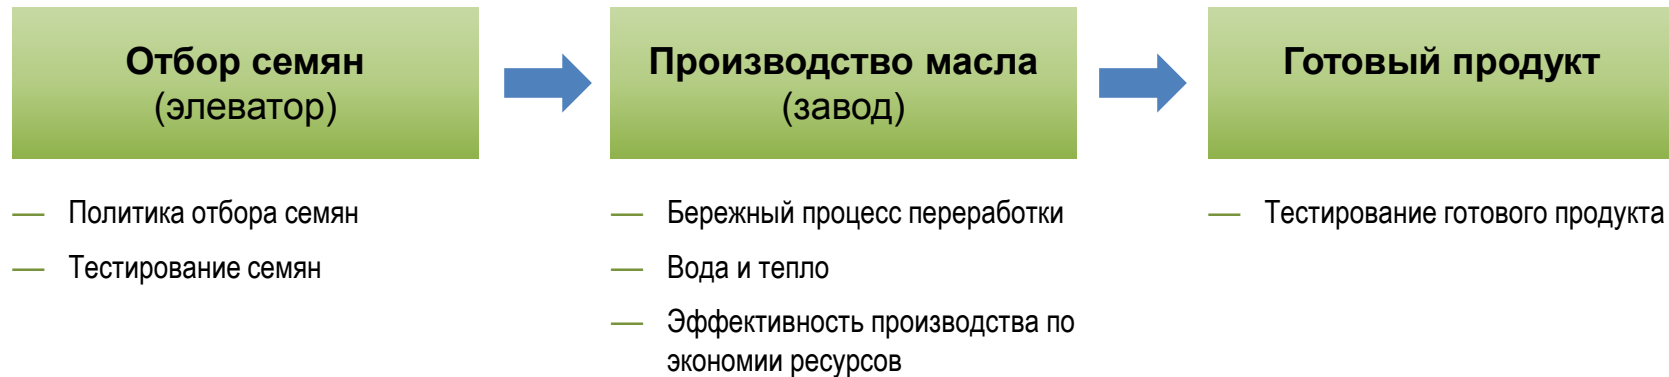 Отбор семян
(элеватор)
— Политика отбора семян
— Тестирование семян
Производство масла
(завод)
— Бережный процесс переработки
— Вода и тепло
— Эффективность производства по
экономии ресурсов
Готовый продукт
— Тестирование готового продукта